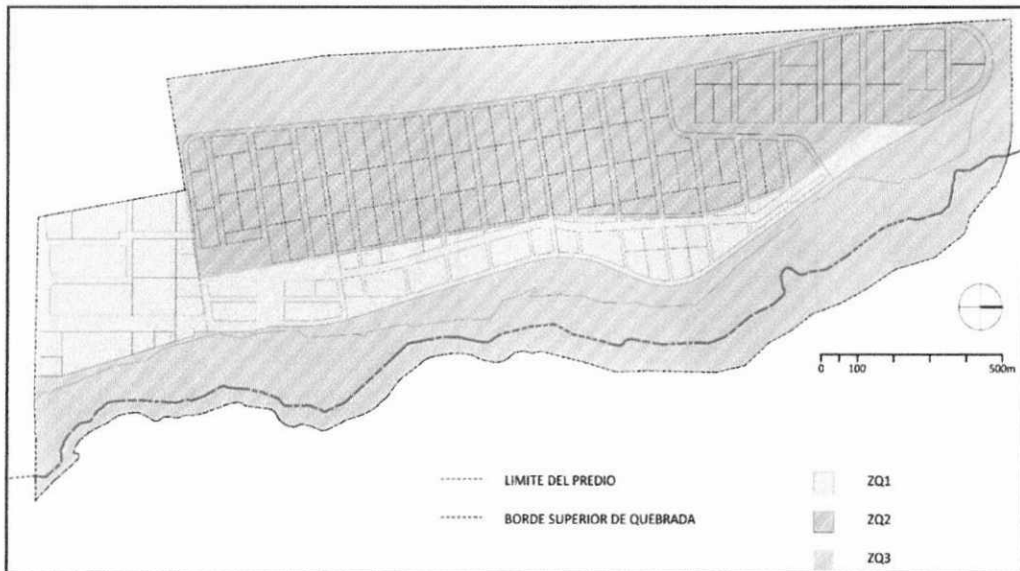 0 100 500m
LIMITE DEL PREDIO
BORDE SUPERIOR DE QUEBRADA
ZQ1
ZQ2
ZQ3